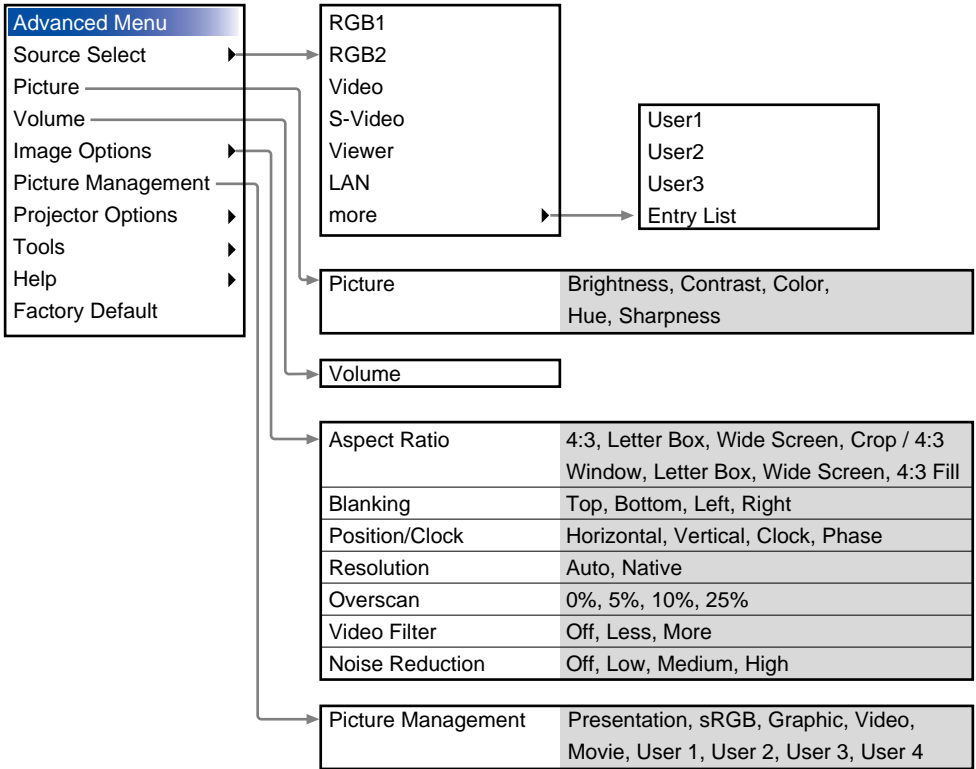 Advanced Menu
Source Select
Picture
Volume
Image Options
Picture Management
Projector Options
Tools
Help
Factory Default
RGB1
RGB2
Video
S-Video
Viewer
LAN
more
User1
User2
User3
Entry List
Picture Brightness, Contrast, Color,
Hue, Sharpness
Volume
Aspect Ratio 4:3, Letter Box, Wide Screen, Crop / 4:3
Window, Letter Box, Wide Screen, 4:3 Fill
Blanking Top, Bottom, Left, Right
Position/Clock Horizontal, Vertical, Clock, Phase
Resolution Auto, Native
Overscan 0%, 5%, 10%, 25%
Video Filter Off, Less, More
Noise Reduction Off, Low, Medium, High
Picture Management Presentation, sRGB, Graphic, Video,
Movie, User 1, User 2, User 3, User 4